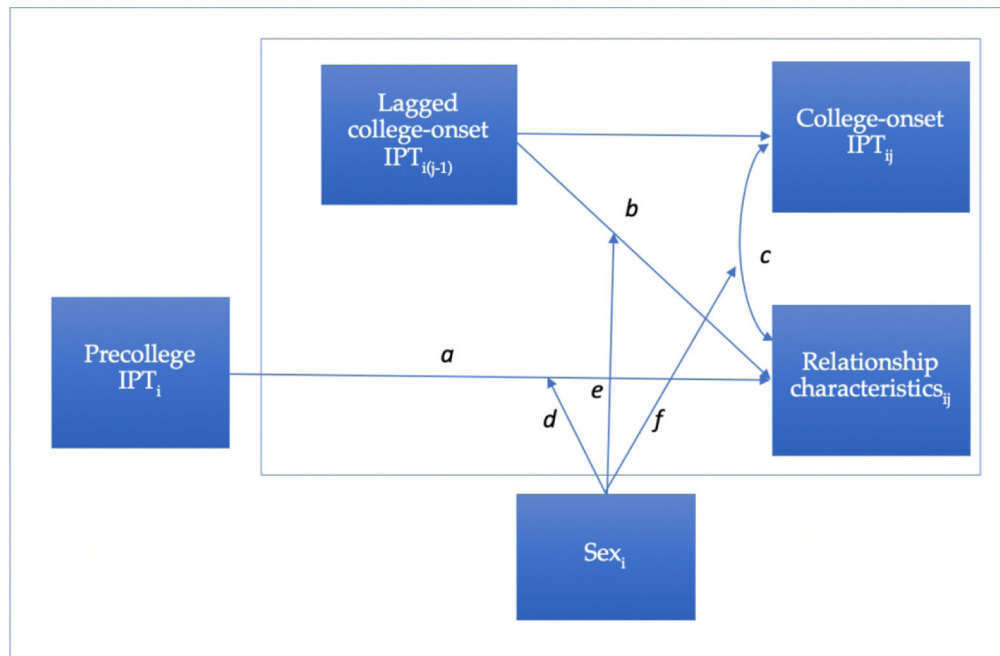 Lagged
college-onset
IPTi(j-1)
College-onset
IPTij
b
c
Precollege
IPTi
a
Relationship
characteristicsij
d
e
f
Sexi